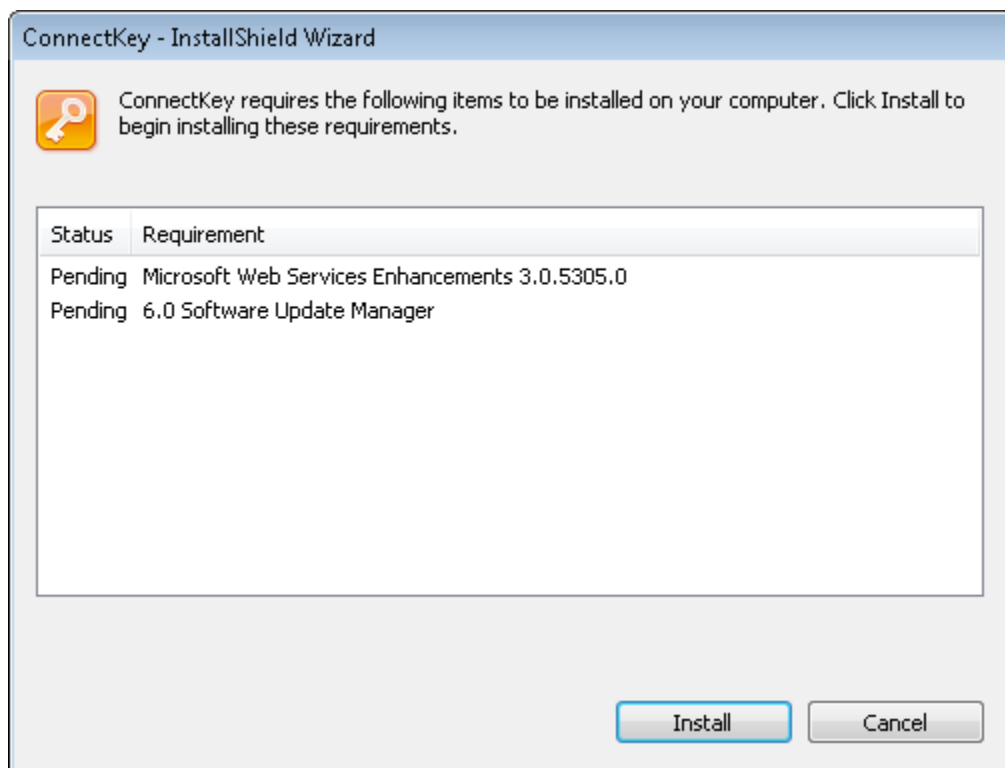 ConnectKey - InstallShield Wizard
ConnectKey requires the following items to be installed on your computer. Click Install to
begin installing these requirements.
Status Requirement
Pending Microsoft Web Services Enhancements 3.0.5305.0
Pending 6.0 Software Update Manager
Install Cancel